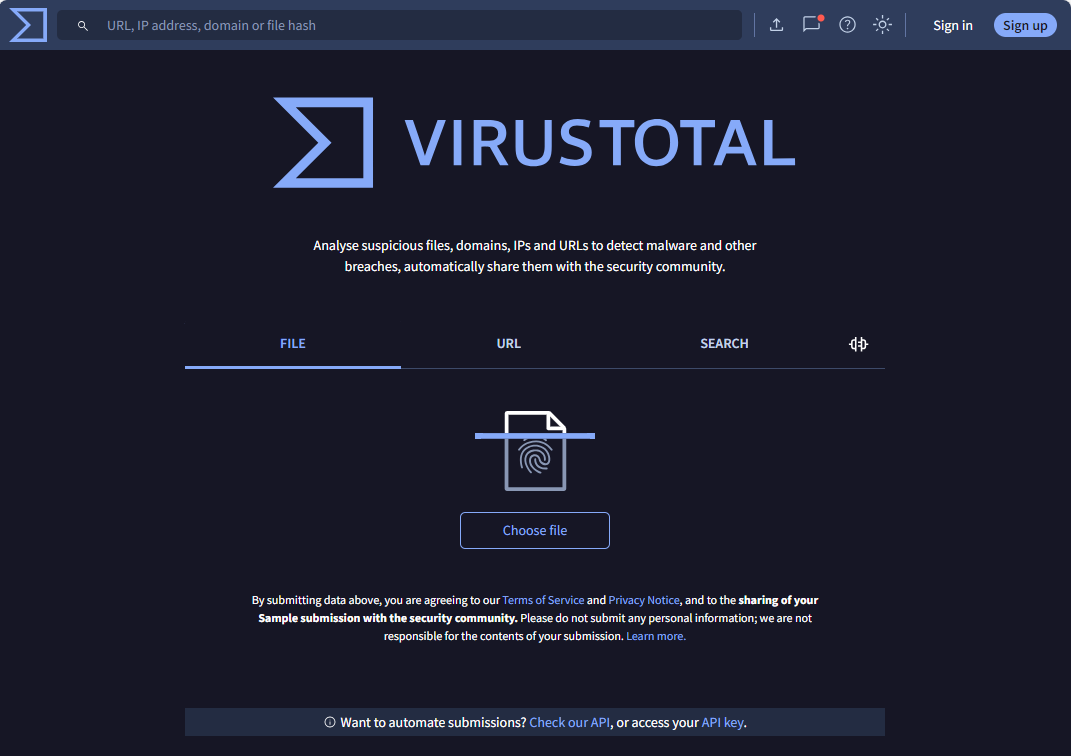 URL, IP address, domain or file hash
Sign in
Sign up
VIRUSTOTAL
Analyse suspicious files, domains, IPs and URLs to detect malware and other
breaches, automatically share them with the security community.
FILE
URL
SEARCH
Choose file
By submitting data above, you are agreeing to our Terms of Service and Privacy Notice, and to the sharing of your
Sample submission with the security community. Please do not submit any personal information; we are not
responsible for the contents of your submission. Learn more.
Want to automate submissions? Check our API, or access your API key.